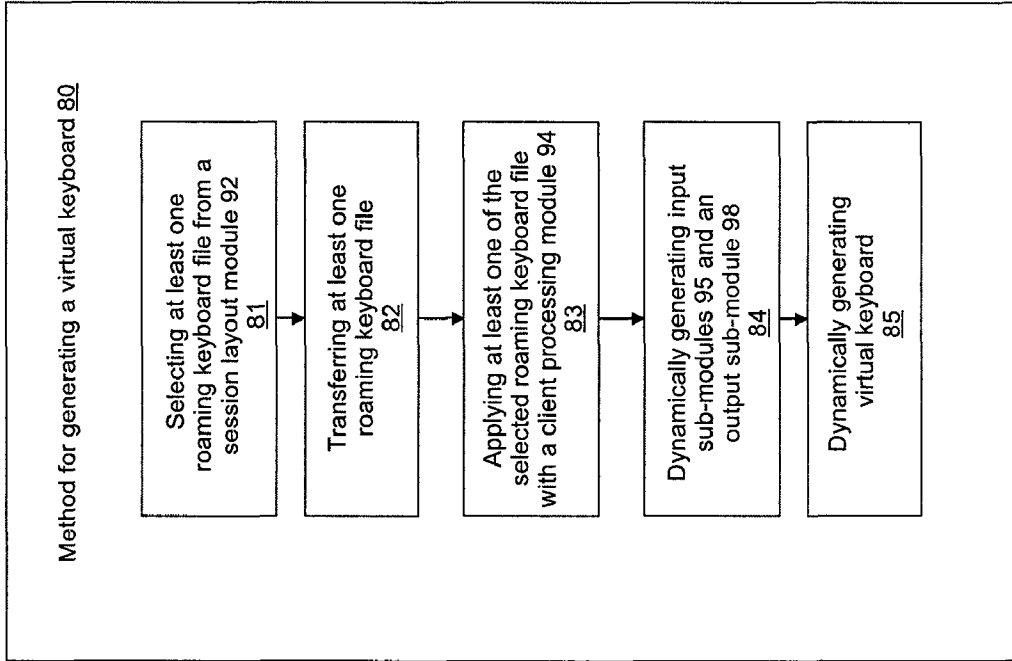 Method for generating a virtual keyboard 80
Selecting at least one
roaming keyboard file from a
session layout module 92
81
Transferring at least one
roaming keyboard file
82
Applying at least one of the
selected roaming keyboard file
with a client processing module 94
83
Dynamically generating input
sub-modules 95 and an
output sub-module 98
84
Dynamically generating
virtual keyboard
85